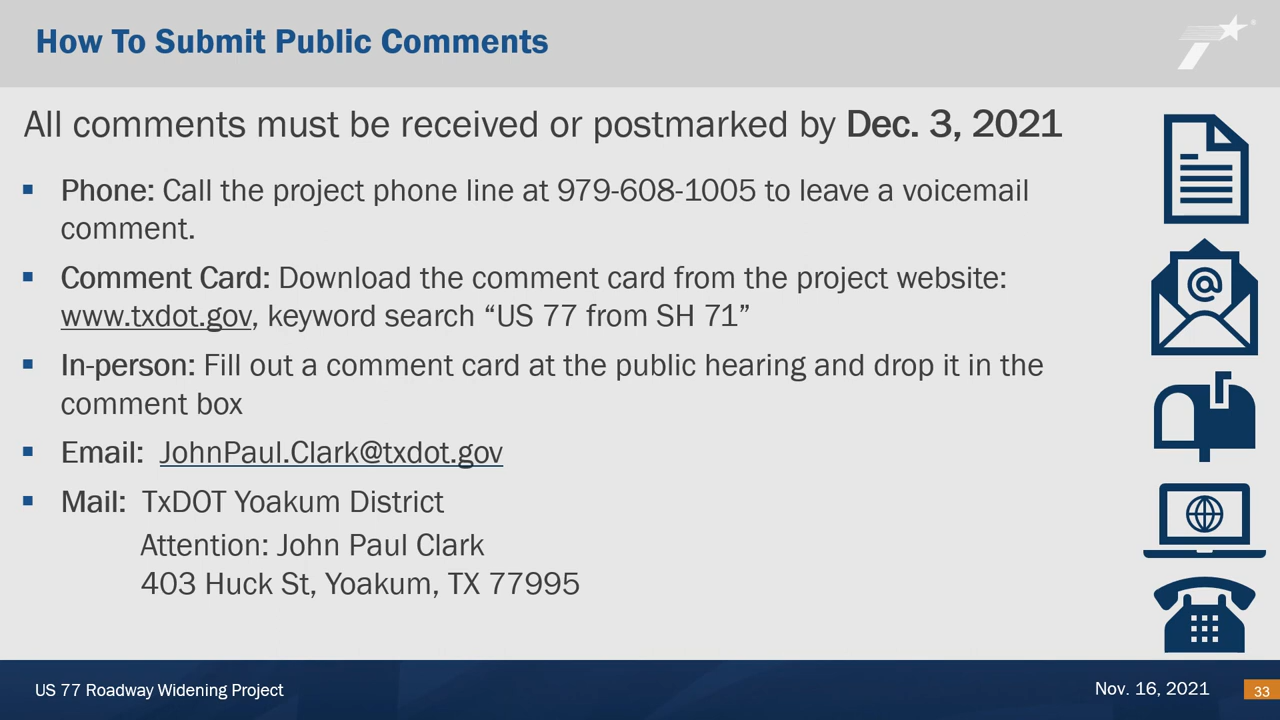 How To Submit Public Comments
All comments must be received or postmarked by Dec. 3, 2021
▪ Phone: Call the project phone line at 979-608-1005 to leave a voicemail
comment.
▪ Comment Card: Download the comment card from the project website:
www.txdot.gov, keyword search “US 77 from SH 71”
▪ In-person: Fill out a comment card at the public hearing and drop it in the
comment box
▪ Email: JohnPaul.Clark@txdot.gov
▪ Mail: TxDOT Yoakum District
Attention: John Paul Clark
403 Huck St, Yoakum, TX 77995
US 77 Roadway Widening Project
Nov. 16, 2021
33